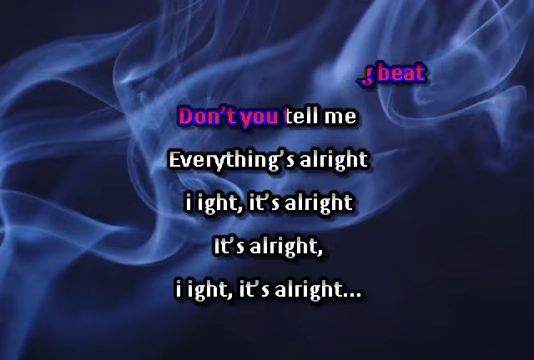 g beat
Don't you tell me
Everything's alright
i ight, it's alright
It's alright,
i ight, it's alright...